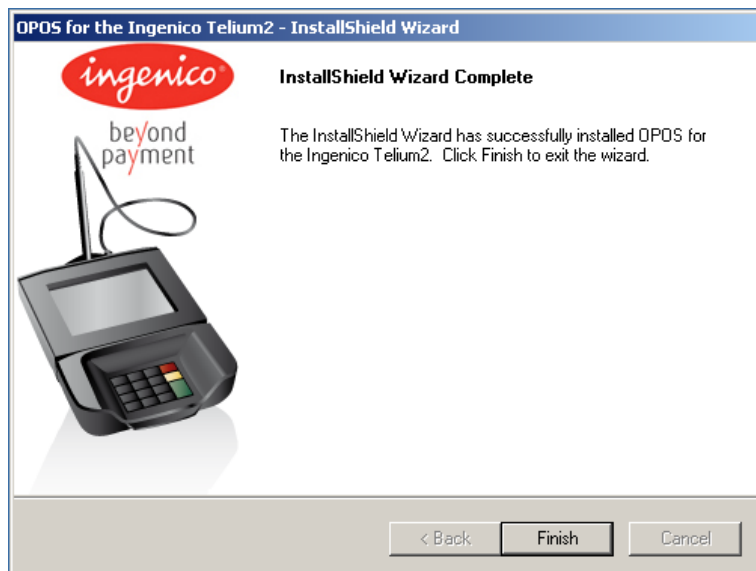 OPOS for the Ingenico Telium2 - InstallShield Wizard
ingenico
beyond
payment
InstallShield Wizard Complete
The InstallShield Wizard has successfully installed OPOS for
the Ingenico Telium2.  Click Finish to exit the wizard.
< Back
Finish
Cancel